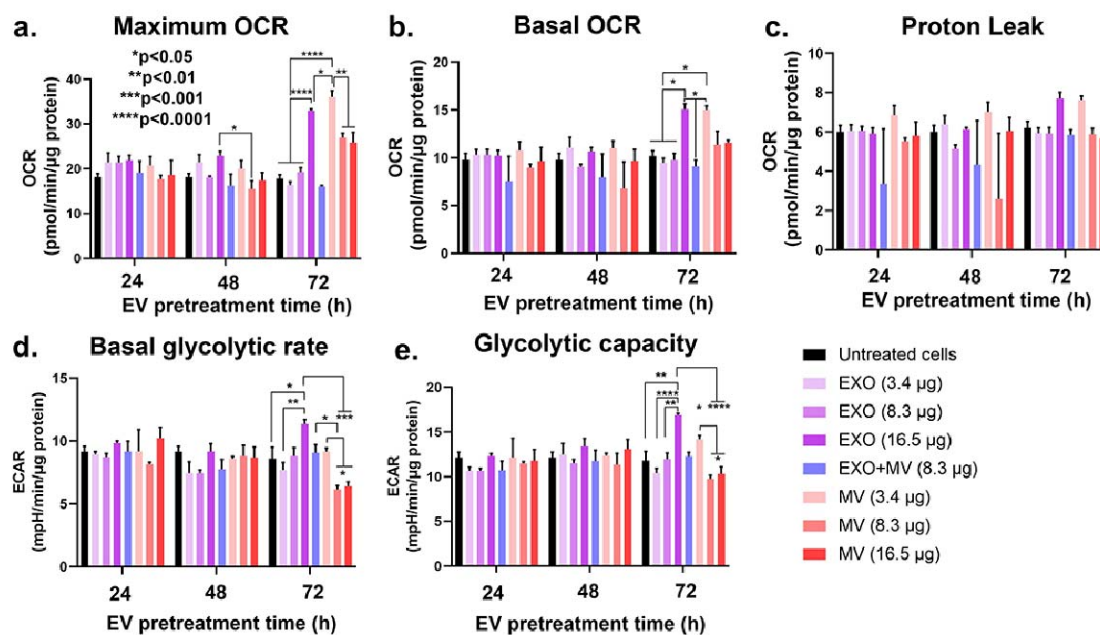 a. Maximum OCR
*p<0.05
**p<0.01
***p<0.001
****p<0.0001
OCR
(pmol/min/µg protein)
40
30
20
10
0
****
****
*
**
*
24 48 72
EV pretreatment time (h)
b. Basal OCR
OCR
(pmol/min/µg protein)
20
15
10
5
0
*
*
*
24 48 72
EV pretreatment time (h)
c. Proton Leak
OCR
(pmol/min/µg protein)
10
8
6
4
2
0
24 48 72
EV pretreatment time (h)
d. Basal glycolytic rate
ECAR
(mpH/min/µg protein)
15
10
5
0
*
**
*
***
*
24 48 72
EV pretreatment time (h)
e. Glycolytic capacity
ECAR
(mpH/min/µg protein)
20
15
10
5
0
**
****
**
*
****
*
24 48 72
EV pretreatment time (h)
Untreated cells
EXO (3.4 µg)
EXO (8.3 µg)
EXO (16.5 µg)
EXO+MV (8.3 µg)
MV (3.4 µg)
MV (8.3 µg)
MV (16.5 µg)